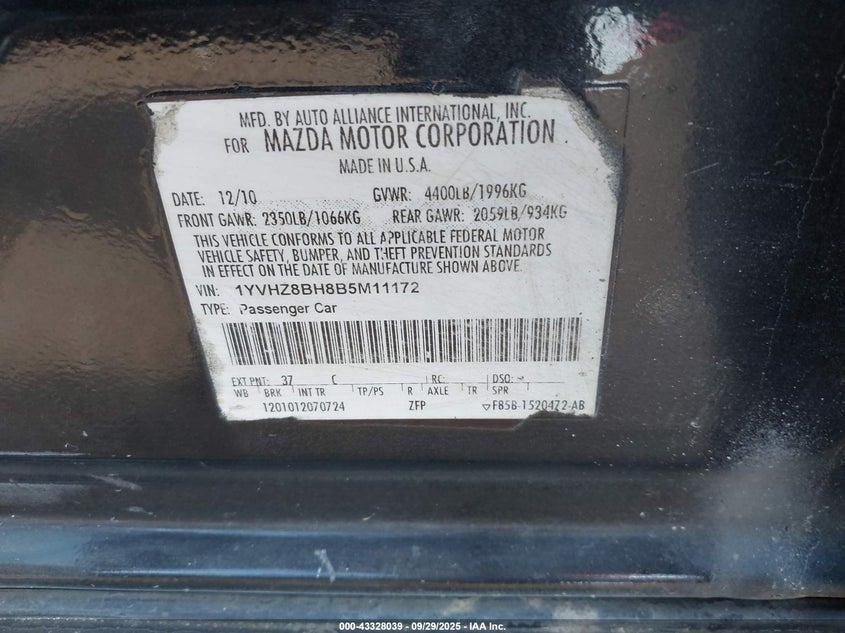 MFD. BY AUTO ALLIANCE INTERNATIONAL, INC.
FOR MAZDA MOTOR CORPORATION
MADE IN U.S.A.
DATE: 12/10 GVWR: 4400LB/1996KG
FRONT GAWR: 2350LB/1066KG REAR GAWR: 2059LB/934KG
THIS VEHICLE CONFORMS TO ALL APPLICABLE FEDERAL MOTOR
VEHICLE SAFETY, BUMPER, AND THEFT PREVENTION STANDARDS
IN EFFECT ON THE DATE OF MANUFACTURE SHOWN ABOVE.
VIN: 1YVHZ8BH8B5M11172
TYPE: Passenger Car
EXT PNT: 37 C RC: DSO:
WB BRK INT TR TP/PS R AXLE TR SPR
1201012070724 ZFP F85B-1520472-AB
000-43328039 - 09/29/2025 - IAA Inc.